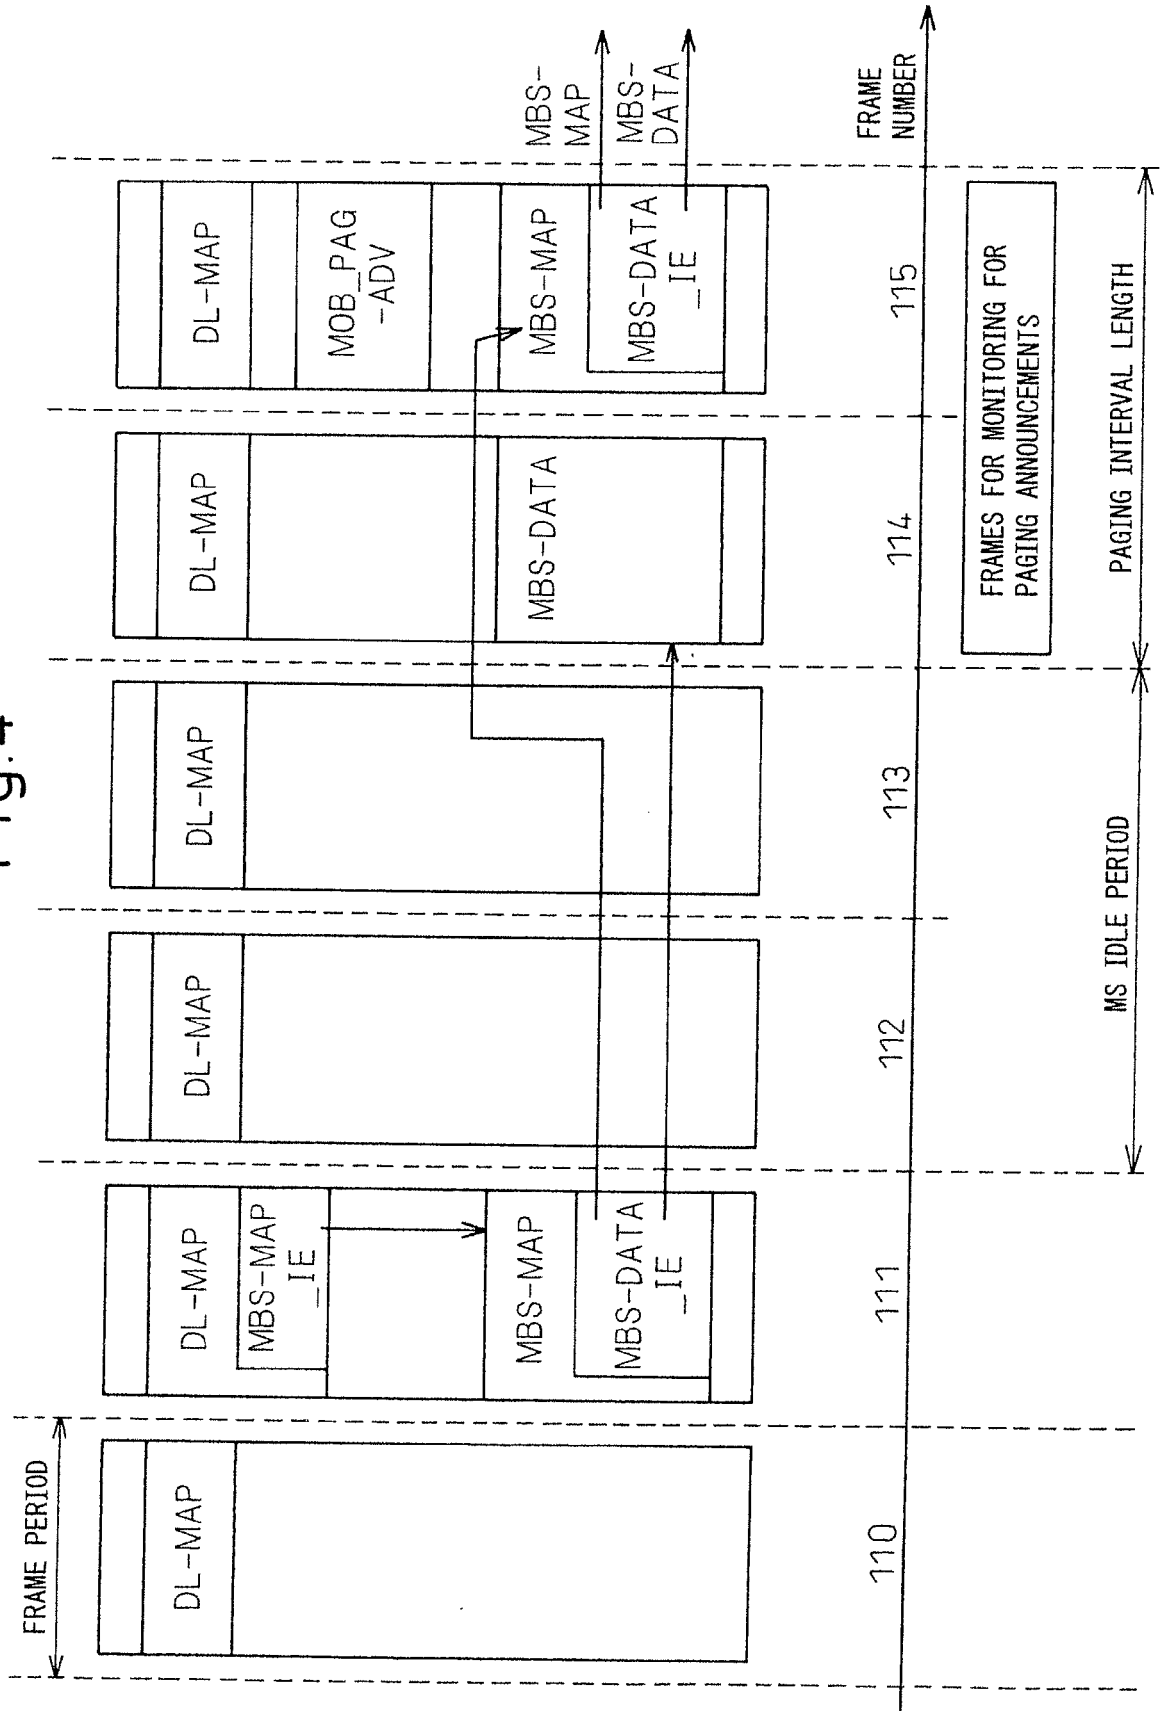 Fig.4
FRAME PERIOD
DL-MAP
DL-MAP
MBS-MAP
_IE
MBS-MAP
MBS-DATA
_IE
DL-MAP
DL-MAP
DL-MAP
MBS-DATA
DL-MAP
MOB_PAG
-ADV
MBS-MAP
MBS-DATA
_IE
MBS-
MAP
MBS-
DATA
110
111
112
113
114
115
FRAME
NUMBER
FRAMES FOR MONITORING FOR
PAGING ANNOUNCEMENTS
MS IDLE PERIOD
PAGING INTERVAL LENGTH